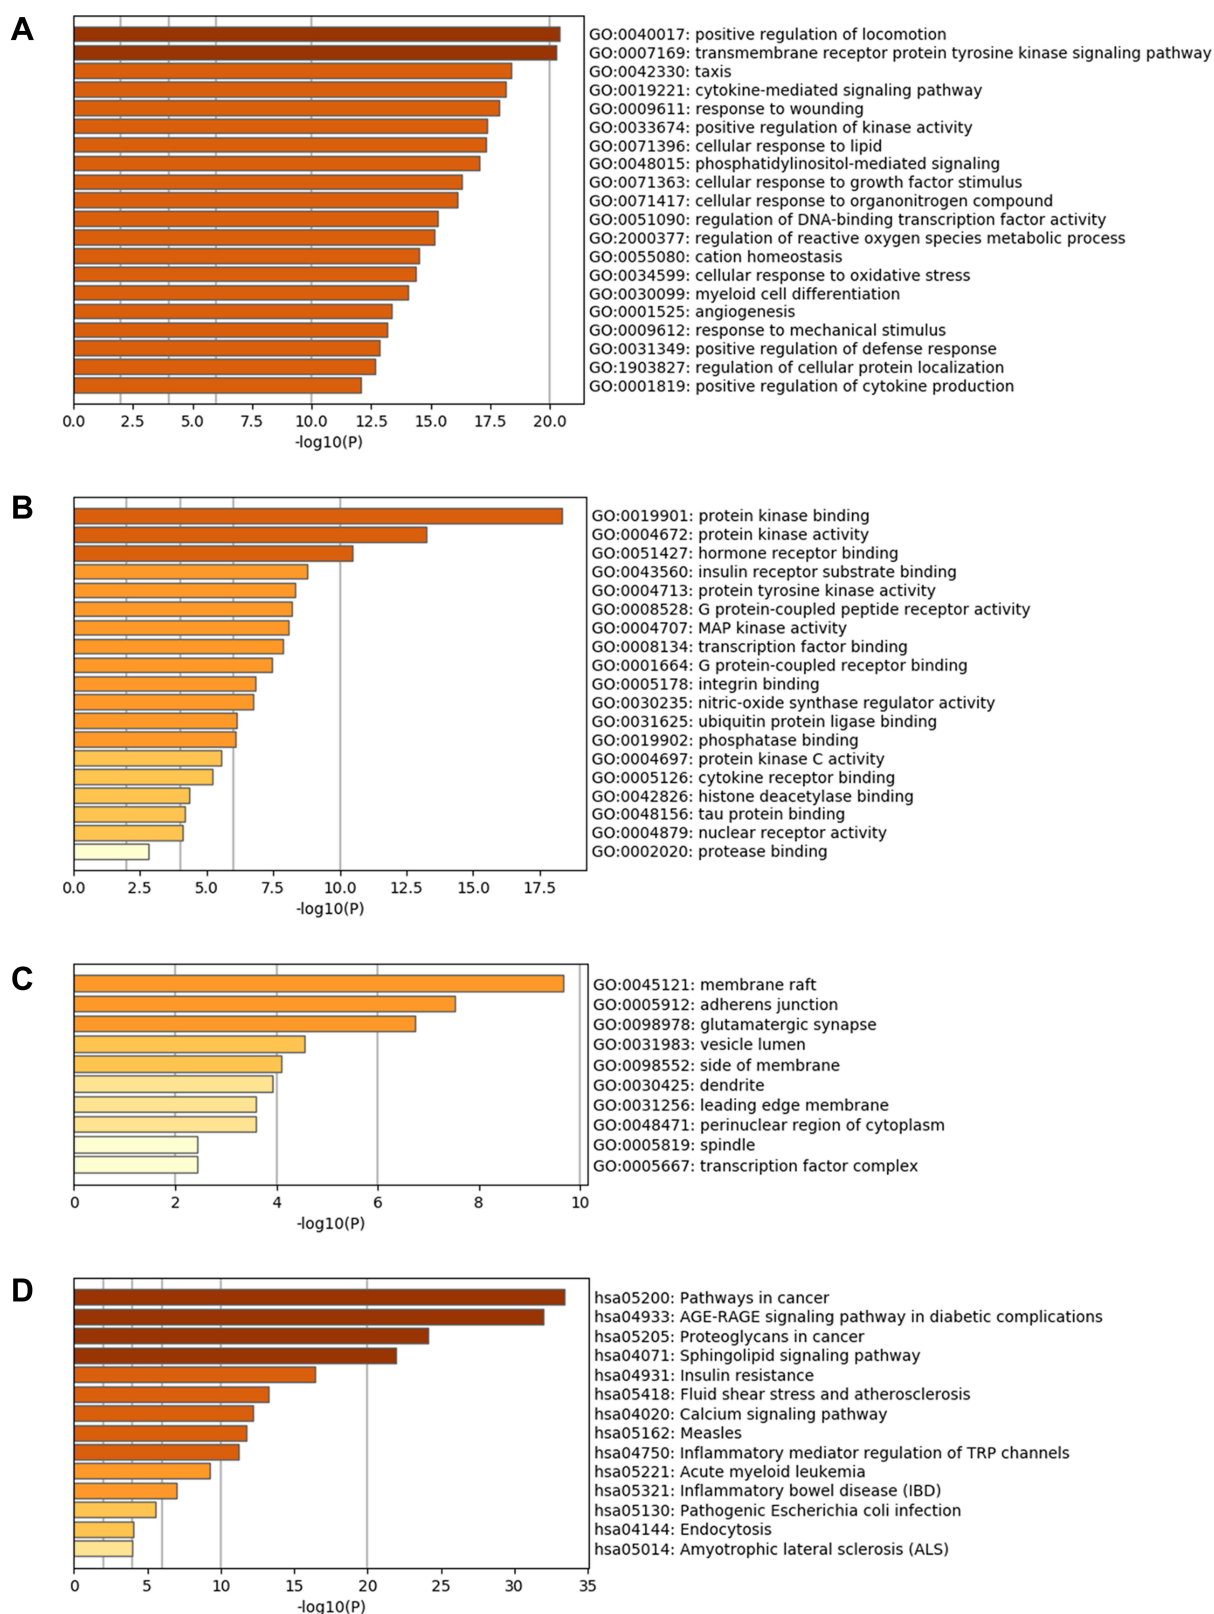 A
GO:0040017: positive regulation of locomotion
GO:0007169: transmembrane receptor protein tyrosine kinase signaling pathway
GO:0042330: taxis
GO:0019221: cytokine-mediated signaling pathway
GO:0009611: response to wounding
GO:0033674: positive regulation of kinase activity
GO:0071396: cellular response to lipid
GO:0048015: phosphatidylinositol-mediated signaling
GO:0071363: cellular response to growth factor stimulus
GO:0071417: cellular response to organonitrogen compound
GO:0051090: regulation of DNA-binding transcription factor activity
GO:2000377: regulation of reactive oxygen species metabolic process
GO:0055080: cation homeostasis
GO:0034599: cellular response to oxidative stress
GO:0030099: myeloid cell differentiation
GO:0001525: angiogenesis
GO:0009612: response to mechanical stimulus
GO:0031349: positive regulation of defense response
GO:1903827: regulation of cellular protein localization
GO:0001819: positive regulation of cytokine production
0.0 2.5 5.0 7.5 10.0 12.5 15.0 17.5 20.0
-log10(P)
B
GO:0019901: protein kinase binding
GO:0004672: protein kinase activity
GO:0051427: hormone receptor binding
GO:0043560: insulin receptor substrate binding
GO:0004713: protein tyrosine kinase activity
GO:0008528: G protein-coupled peptide receptor activity
GO:0004707: MAP kinase activity
GO:0008134: transcription factor binding
GO:0001664: G protein-coupled receptor binding
GO:0005178: integrin binding
GO:0030235: nitric-oxide synthase regulator activity
GO:0031625: ubiquitin protein ligase binding
GO:0019902: phosphatase binding
GO:0004697: protein kinase C activity
GO:0005126: cytokine receptor binding
GO:0042826: histone deacetylase binding
GO:0048156: tau protein binding
GO:0004879: nuclear receptor activity
GO:0002020: protease binding
0.0 2.5 5.0 7.5 10.0 12.5 15.0 17.5
-log10(P)
C
GO:0045121: membrane raft
GO:0005912: adherens junction
GO:0098978: glutamatergic synapse
GO:0031983: vesicle lumen
GO:0098552: side of membrane
GO:0030425: dendrite
GO:0031256: leading edge membrane
GO:0048471: perinuclear region of cytoplasm
GO:0005819: spindle
GO:0005667: transcription factor complex
0 2 4 6 8 10
-log10(P)
D
hsa05200: Pathways in cancer
hsa04933: AGE-RAGE signaling pathway in diabetic complications
hsa05205: Proteoglycans in cancer
hsa04071: Sphingolipid signaling pathway
hsa04931: Insulin resistance
hsa05418: Fluid shear stress and atherosclerosis
hsa04020: Calcium signaling pathway
hsa05162: Measles
hsa04750: Inflammatory mediator regulation of TRP channels
hsa05221: Acute myeloid leukemia
hsa05321: Inflammatory bowel disease (IBD)
hsa05130: Pathogenic Escherichia coli infection
hsa04144: Endocytosis
hsa05014: Amyotrophic lateral sclerosis (ALS)
0 5 10 15 20 25 30 35
-log10(P)